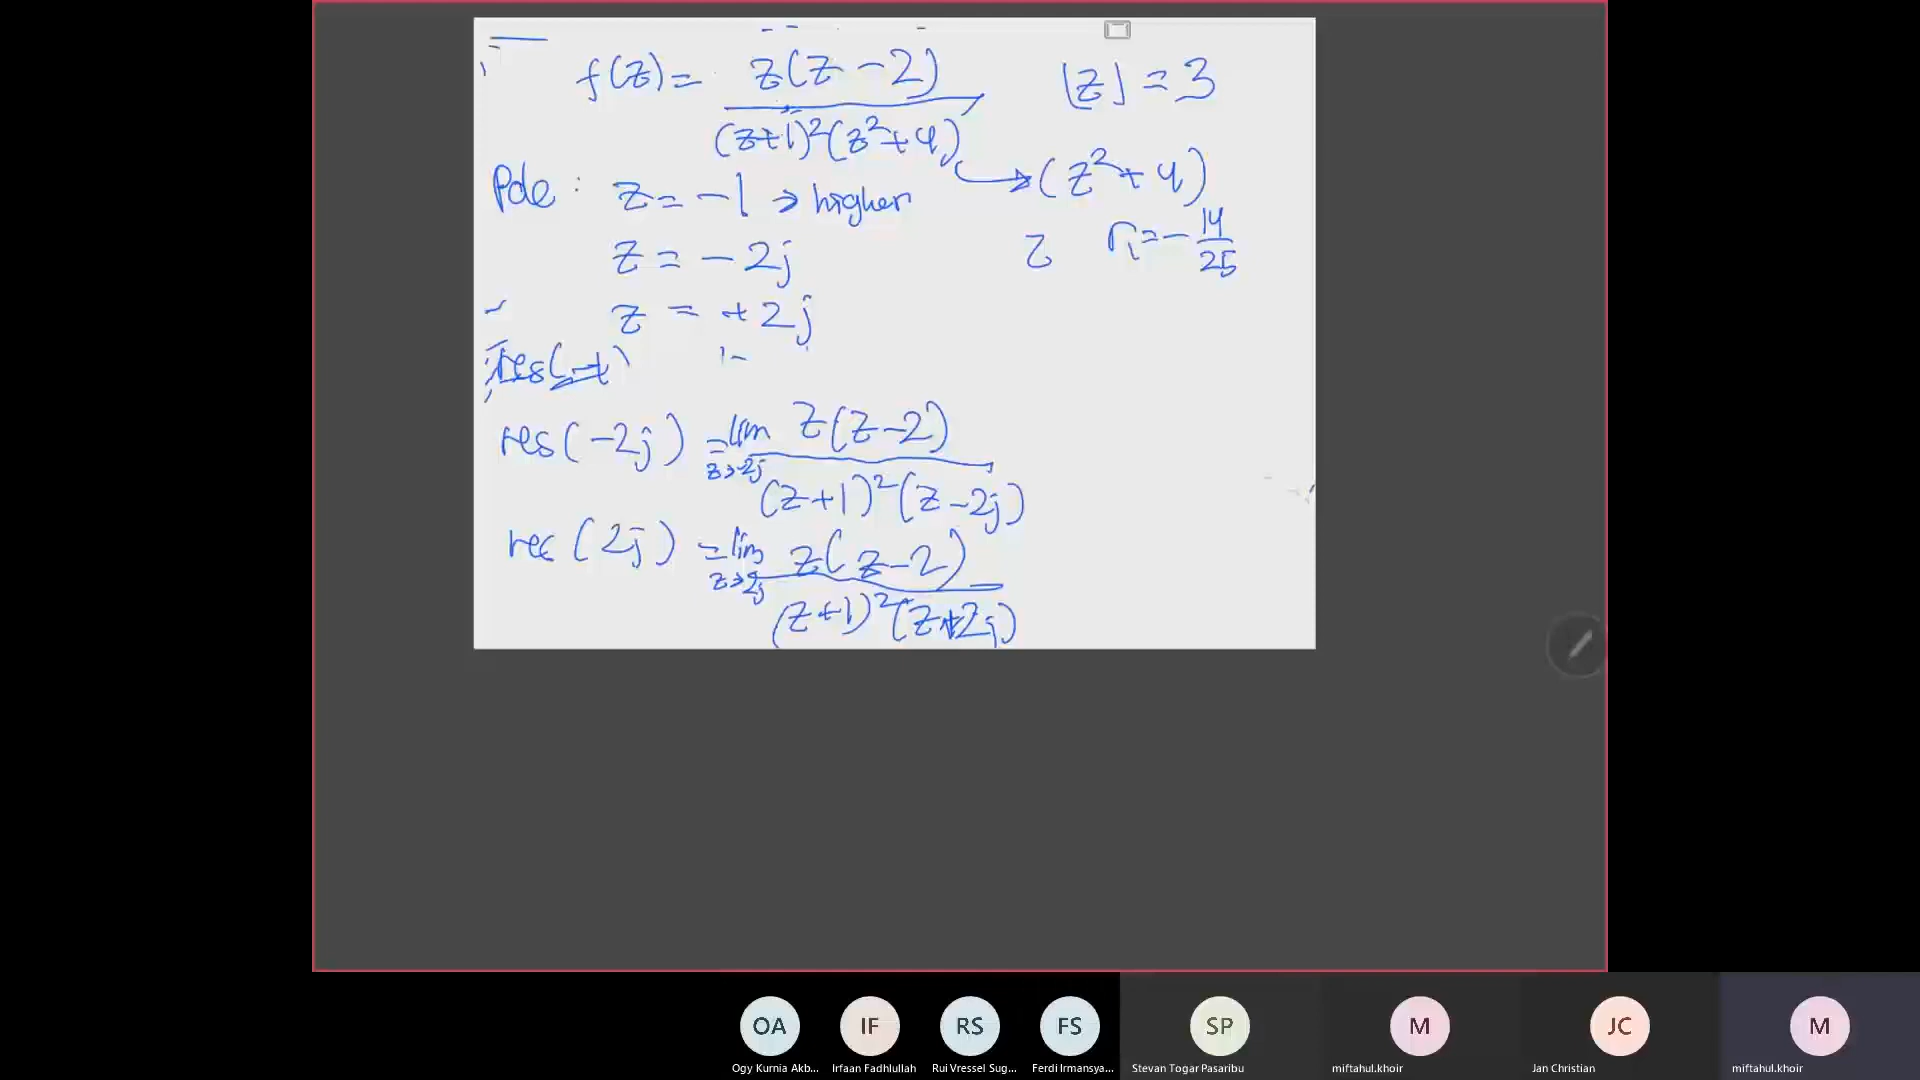 f(z) = z(z-2) / (z+1)²(z²+4) |z| = 3
→ (z²+4)
Pole : z = -1 → higher
z r₁ = -14/25
z = -2j
z = +2j
res(-1)
res(-2j) = lim z→-2j z(z-2) / (z+1)²(z-2j)
res(2j) = lim z→2j z(z-2) / (z+1)²(z+2j)
OA IF RS FS SP M JC M
Ogy Kurnia Akb... Irfaan Fadhlullah Rui Vressel Sug... Ferdi Irmansya... Stevan Togar Pasaribu miftahul.khoir Jan Christian miftahul.khoir